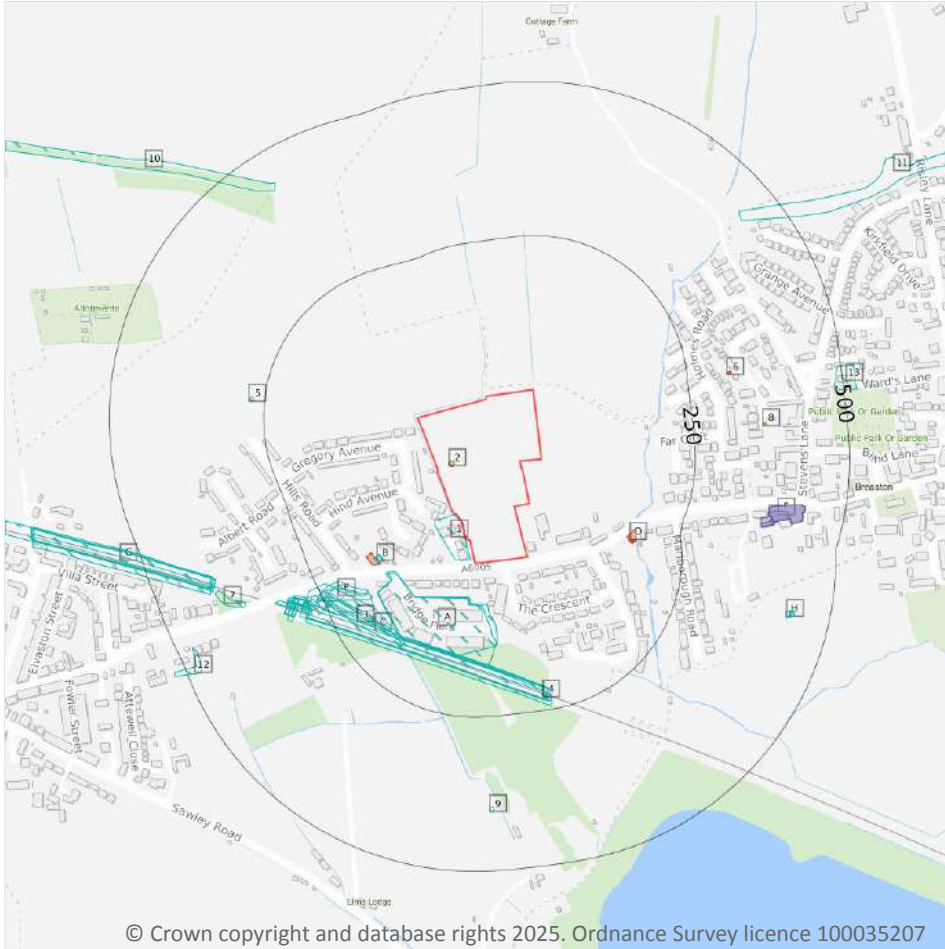 Cottage Farm
10
11
Risley Lane
Kirkfield Drive
Grange Avenue
Allotments
Holmes Road
6
13
Ward's Lane
5
500
250
8
Public Park Or Garden
Far
Public Park Or Garden
Blind Lane
Gregory Avenue
2
Stevens Lane
Breaston
Hills Road
Hind Avenue
Albert Road
1
D
G
B
A6005
Villa Street
7
F
The Crescent
Marlborough Road
H
3
A
Elvaston Street
12
4
Fowler Street
Attewell Close
9
Sawley Road
Elms Lodge
© Crown copyright and database rights 2025. Ordnance Survey licence 100035207